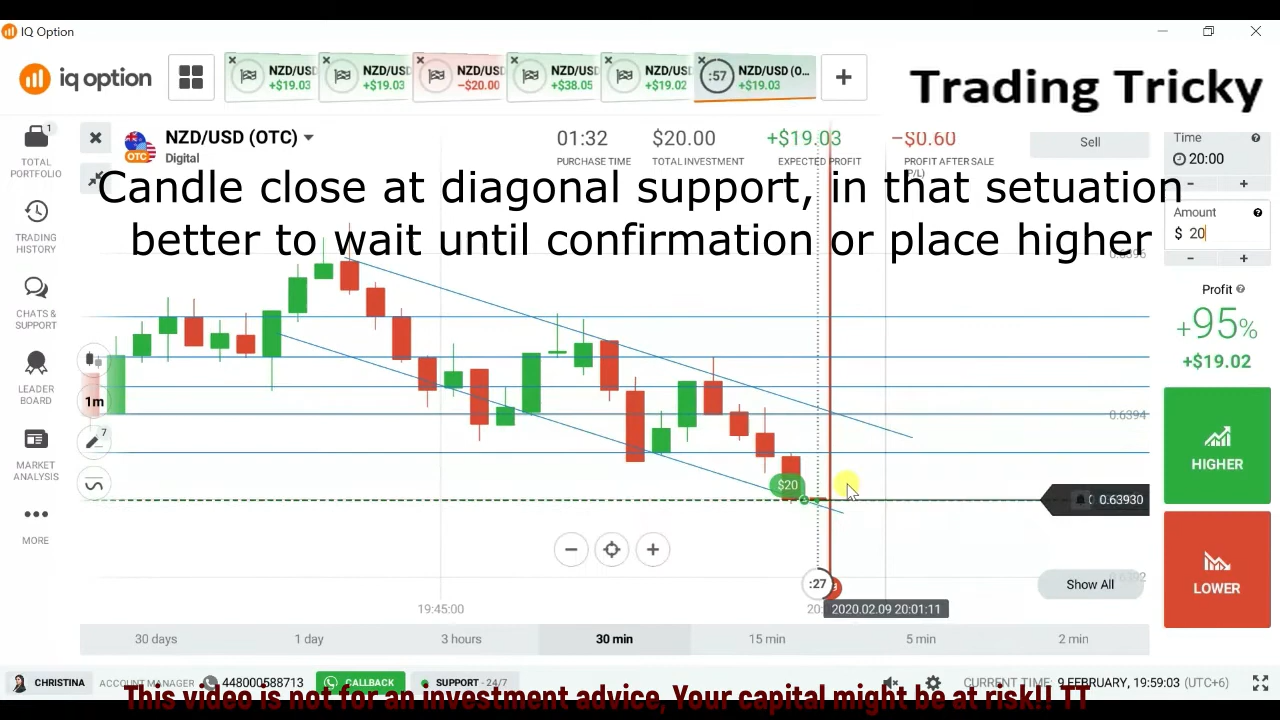 IQ Option
iq option
NZD/USD
+$19.03
NZD/USD
+$19.03
NZD/USD
−$20.00
NZD/USD
+$38.05
NZD/USD
+$19.02
:57
NZD/USD (O...
+$19.03
+
Trading Tricky
TOTAL
PORTFOLIO
1
TRADING
HISTORY
CHATS &
SUPPORT
LEADER
BOARD
MARKET
ANALYSIS
MORE
OTC
NZD/USD (OTC)
Digital
01:32
PURCHASE TIME
$20.00
TOTAL INVESTMENT
+$19.03
EXPECTED PROFIT
−$0.60
PROFIT AFTER SALE
(P/L)
Sell
Candle close at diagonal support, in that setuation
better to wait until confirmation or place higher
Time
20:00
- +
Amount
$ 20
- +
Profit
+95%
+$19.02
HIGHER
LOWER
1m
7
0.6396
0.6394
0.63930
0.6392
$20
:27
Show All
19:45:00
20:
2020.02.09 20:01:11
30 days
1 day
3 hours
30 min
15 min
5 min
2 min
CHRISTINA
ACCOUNT MANAGER
448000588713
CALLBACK
SUPPORT - 24/7
CURRENT TIME: 9 FEBRUARY, 19:59:03 (UTC+6)
This video is not for an investment advice, Your capital might be at risk!! TT